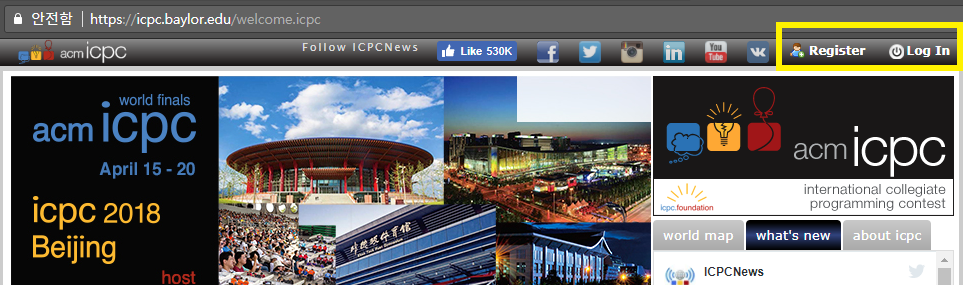 안전함 | https://icpc.baylor.edu/welcome.icpc
acm icpc
Follow ICPCNews
Like 530K
f
in
You
Tube
Register
Log In
world finals
acm icpc
April 15 - 20
icpc 2018
Beijing
host
acm icpc
icpc.foundation
international collegiate
programming contest
world map
what's new
about icpc
ICPCNews